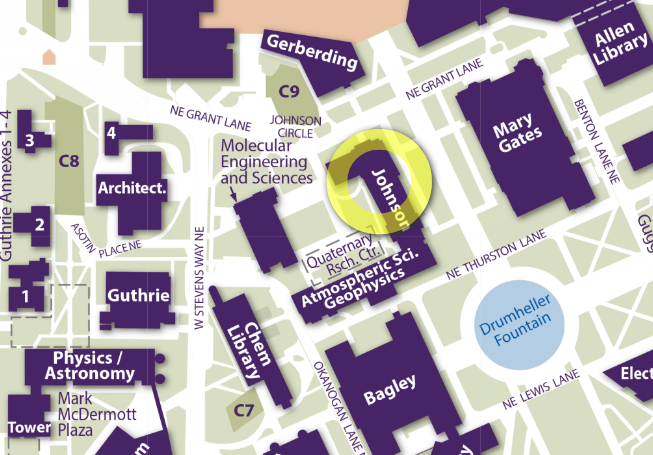 Gerberding
Allen
Library
NE GRANT LANE
C9
NE GRANT LANE
JOHNSON
CIRCLE
Mary
Gates
BENTON LANE NE
Guthrie Annexes 1- 4
3
4
C8
Molecular
Engineering
and Sciences
Architect.
Johnson
2
ASOTIN PLACE NE
W STEVENS WAY NE
Quaternary
Rsch. Ctr.
Atmospheric Sci.
Geophysics
NE THURSTON LANE
Gugg
1
Guthrie
Chem
Library
Drumheller
Fountain
Physics /
Astronomy
OKANOGAN LANE
Bagley
NE LEWIS LANE
Elect
Mark
McDermott
Plaza
Tower
C7
m
y